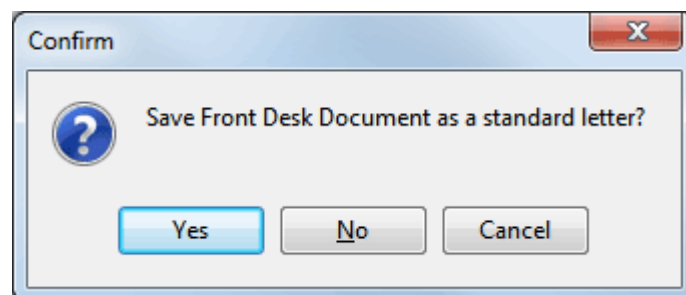 Confirm
Save Front Desk Document as a standard letter?
Yes No Cancel